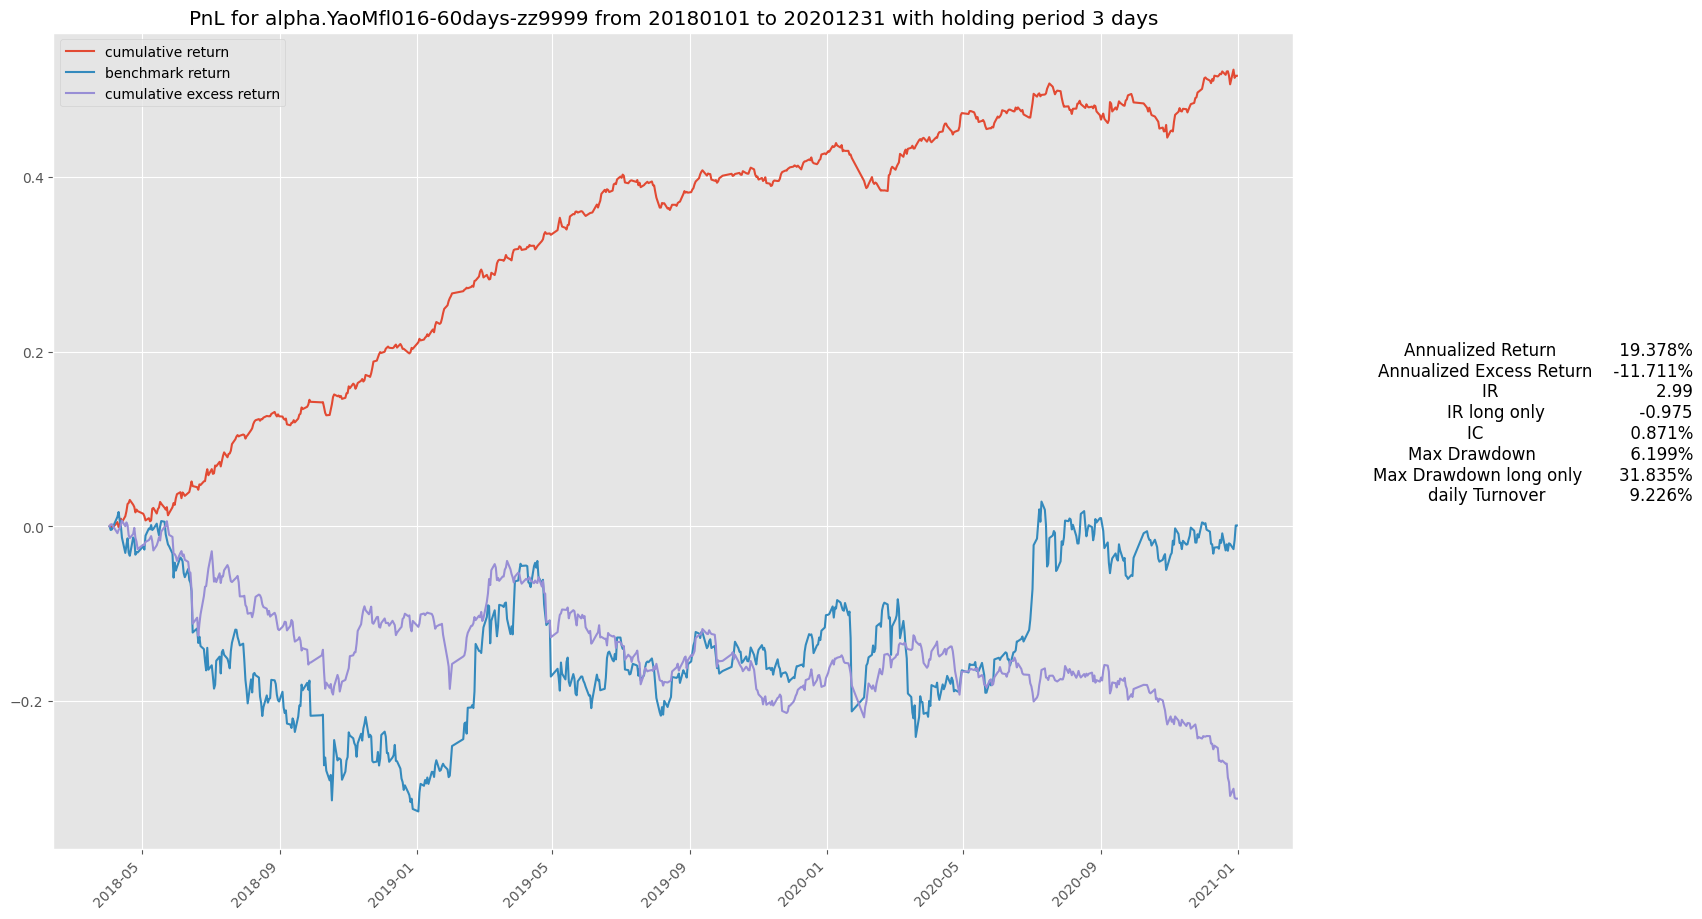 PnL for alpha.YaoMfl016-60days-zz9999 from 20180101 to 20201231 with holding period 3 days
cumulative return
benchmark return
cumulative excess return
0.4
0.2
0.0
−0.2
2018-05
2018-09
2019-01
2019-05
2019-09
2020-01
2020-05
2020-09
2021-01
Annualized Return 19.378%
Annualized Excess Return -11.711%
IR 2.99
IR long only -0.975
IC 0.871%
Max Drawdown 6.199%
Max Drawdown long only 31.835%
daily Turnover 9.226%